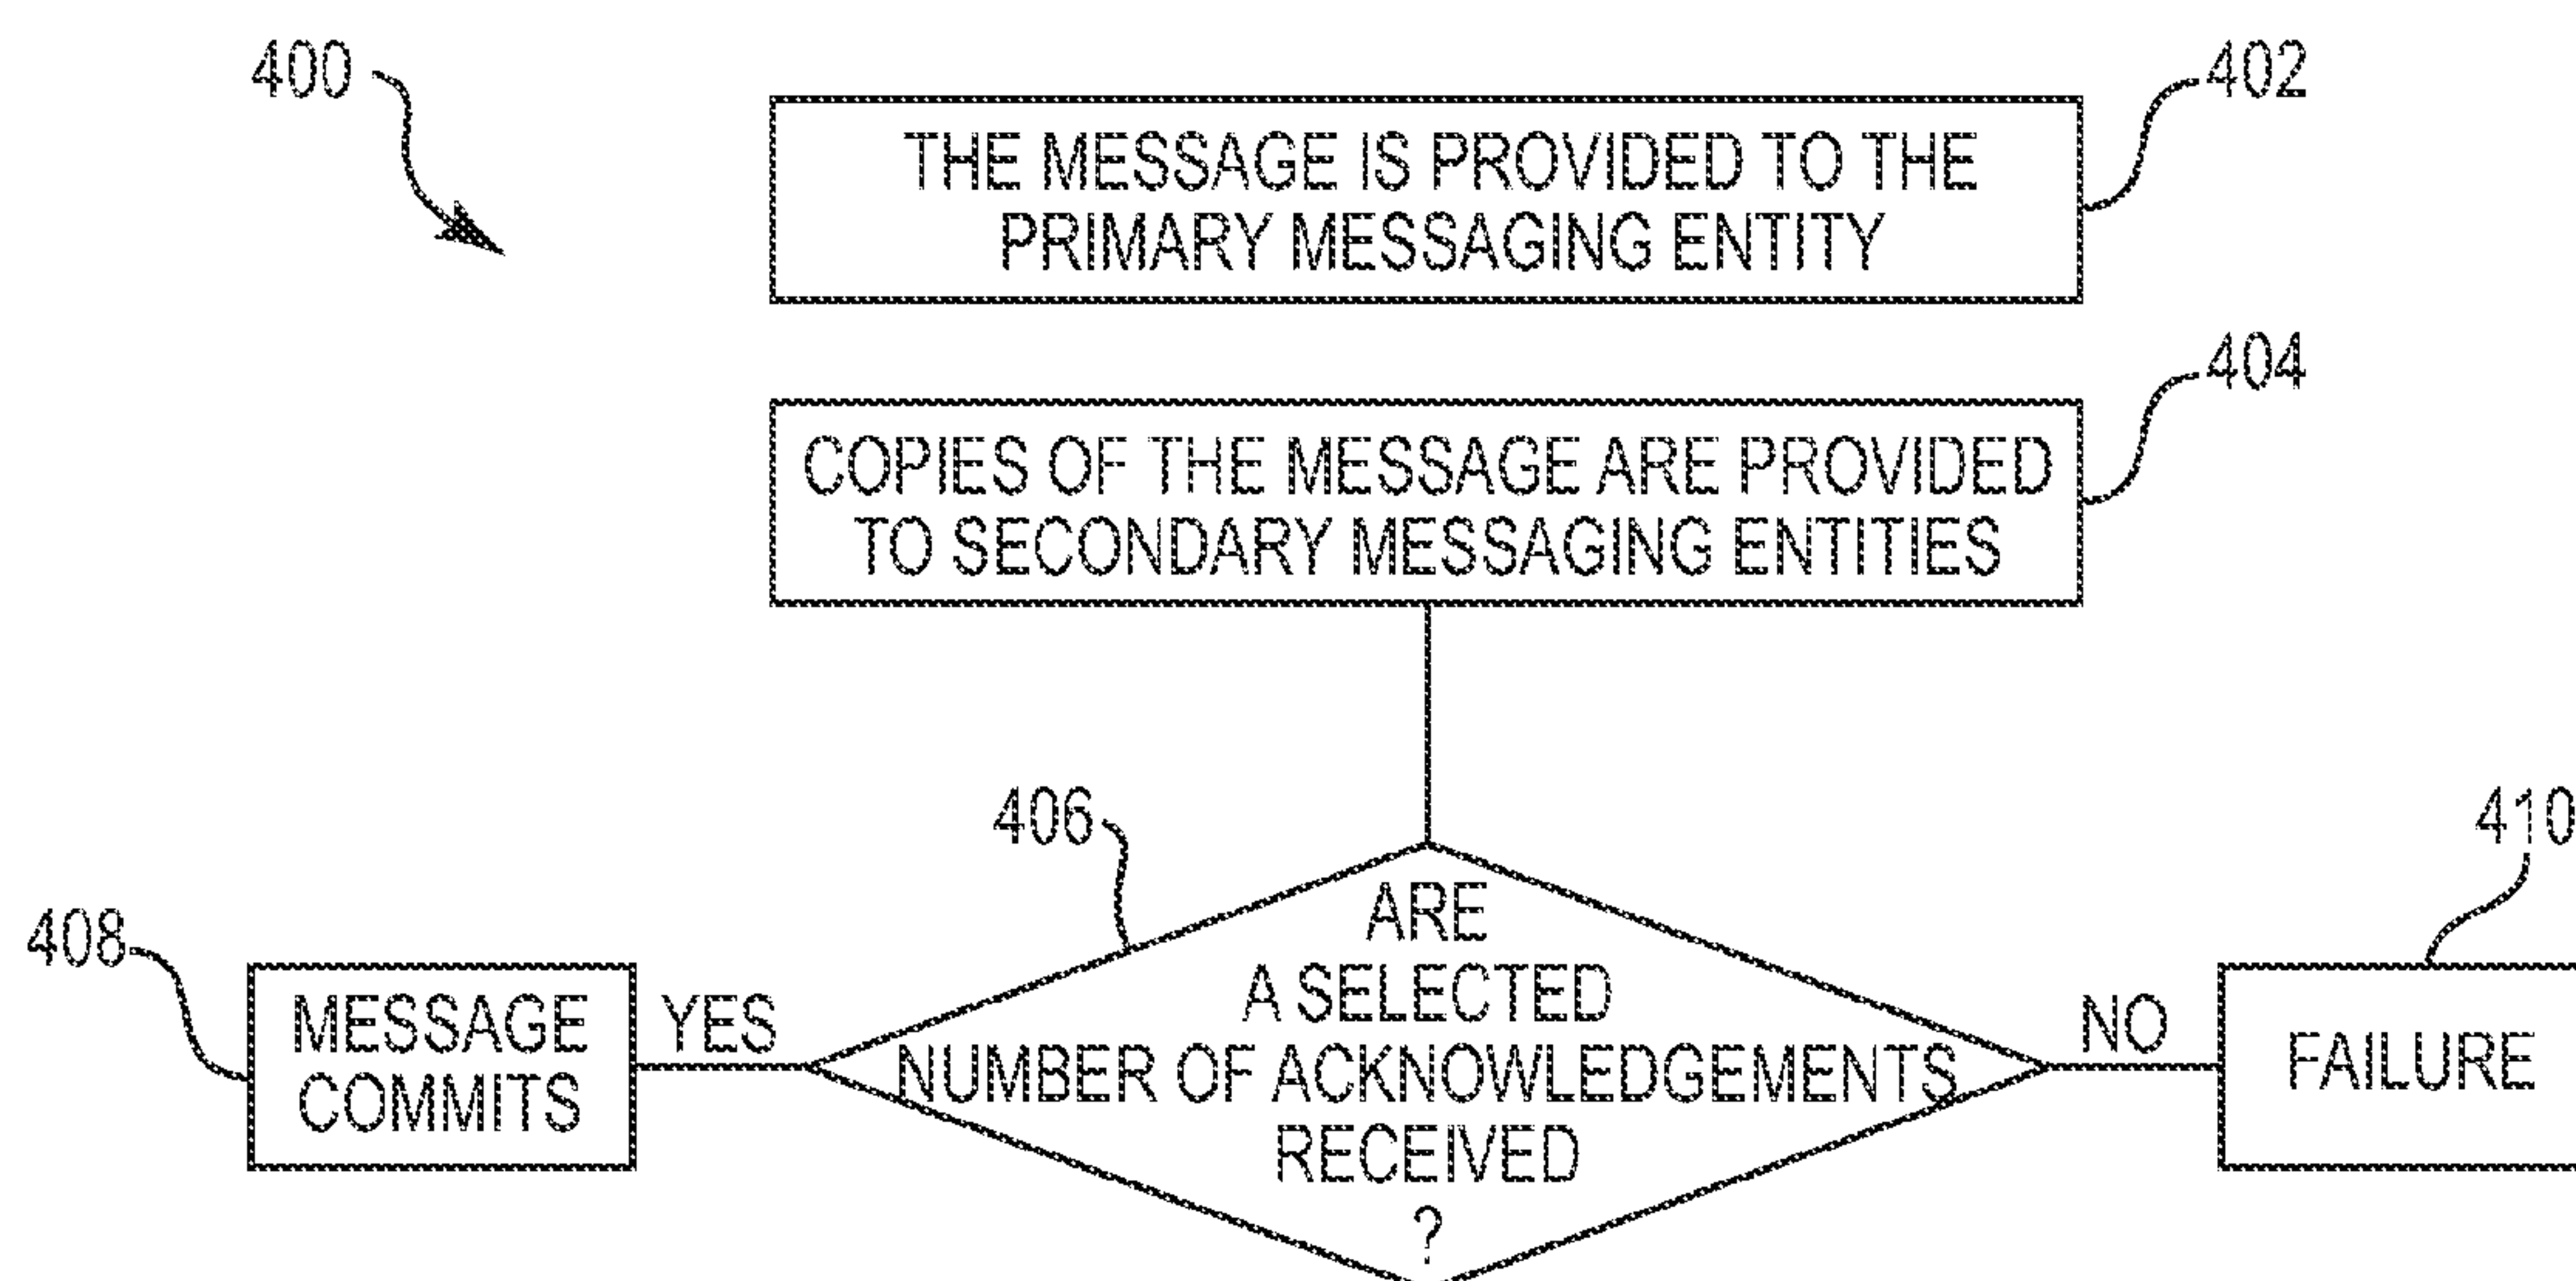 400
402
THE MESSAGE IS PROVIDED TO THE
PRIMARY MESSAGING ENTITY
404
COPIES OF THE MESSAGE ARE PROVIDED
TO SECONDARY MESSAGING ENTITIES
406
410
408
ARE
A SELECTED
NUMBER OF ACKNOWLEDGEMENTS
RECEIVED
?
MESSAGE
COMMITS
YES
NO
FAILURE